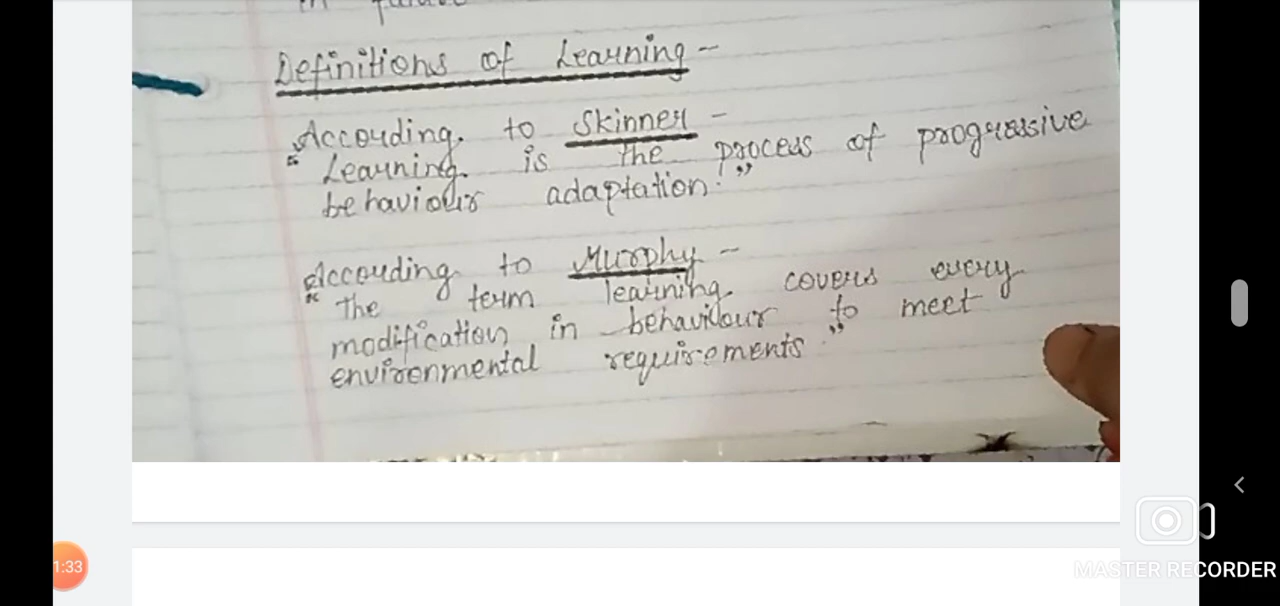 Definitions of Learning -
According to Skinner -
"Learning is the process of progressive
behaviour adaptation."
According to Murphy -
"The term learning covers every
modification in behaviour to meet
environmental requirements."
1:33
MASTER RECORDER